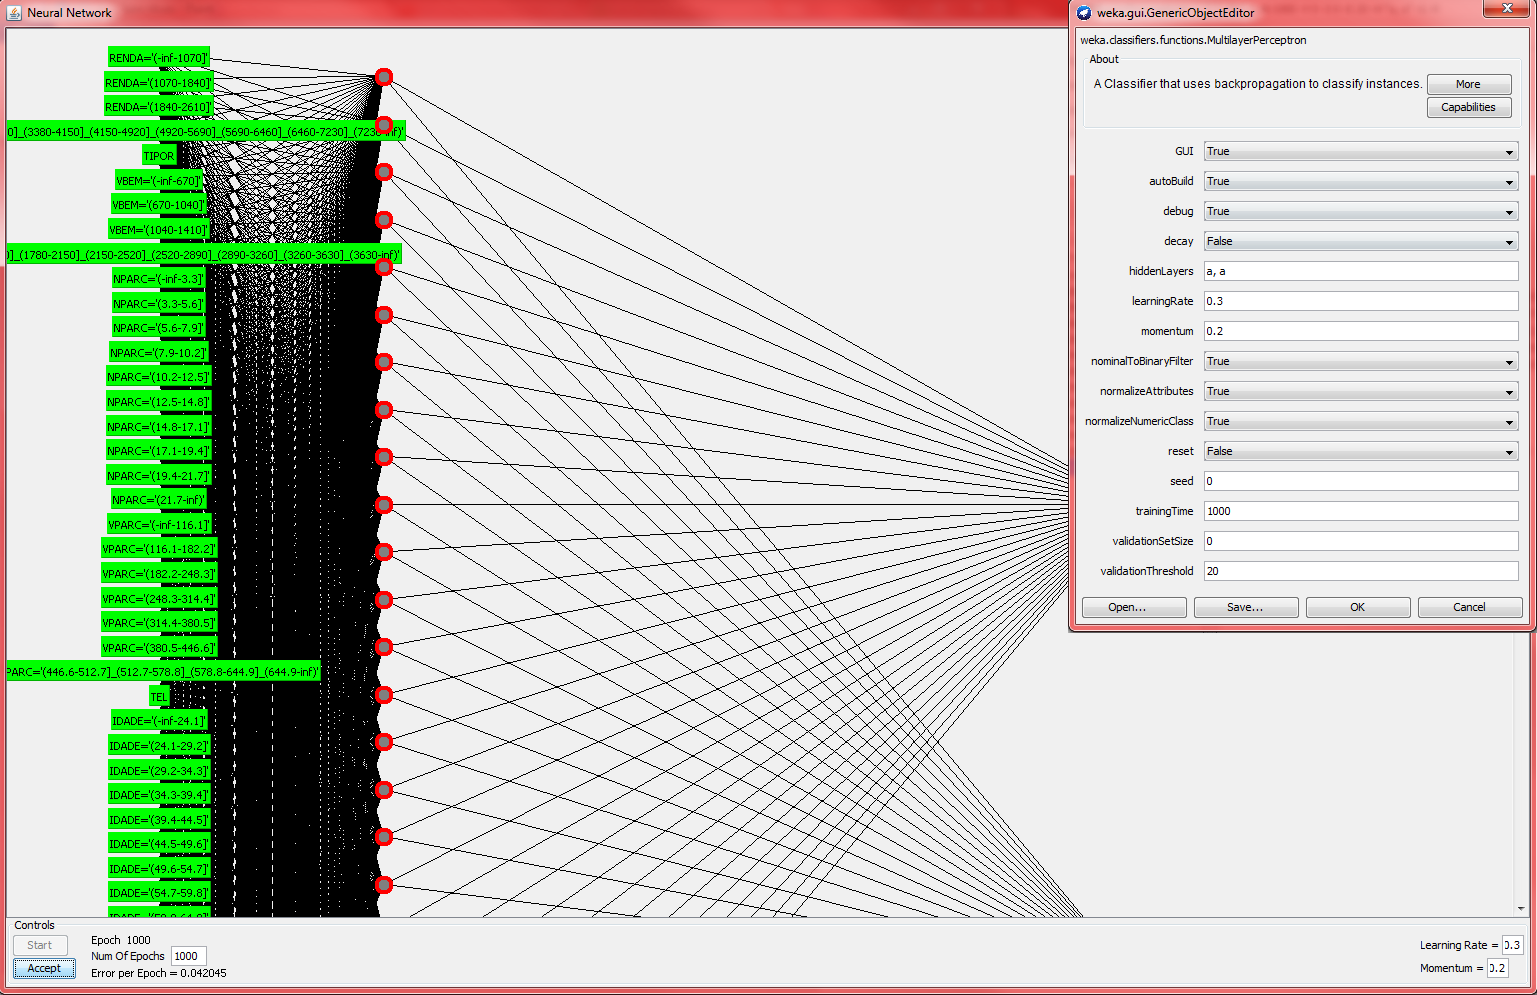 Neural Network
RENDA='(-inf-1070]'
RENDA='(1070-1840]'
RENDA='(1840-2610]'
0]_(3380-4150]_(4150-4920]_(4920-5690]_(5690-6460]_(6460-7230]_(7230-inf)'
TIPOR
VBEM='(-inf-670]'
VBEM='(670-1040]'
VBEM='(1040-1410]'
0]_(1780-2150]_(2150-2520]_(2520-2890]_(2890-3260]_(3260-3630]_(3630-inf)'
NPARC='(-inf-3.3]'
NPARC='(3.3-5.6]'
NPARC='(5.6-7.9]'
NPARC='(7.9-10.2]'
NPARC='(10.2-12.5]'
NPARC='(12.5-14.8]'
NPARC='(14.8-17.1]'
NPARC='(17.1-19.4]'
NPARC='(19.4-21.7]'
NPARC='(21.7-inf)'
VPARC='(-inf-116.1]'
VPARC='(116.1-182.2]'
VPARC='(182.2-248.3]'
VPARC='(248.3-314.4]'
VPARC='(314.4-380.5]'
VPARC='(380.5-446.6]'
PARC='(446.6-512.7]_(512.7-578.8]_(578.8-644.9]_(644.9-inf)'
TEL
IDADE='(-inf-24.1]'
IDADE='(24.1-29.2]'
IDADE='(29.2-34.3]'
IDADE='(34.3-39.4]'
IDADE='(39.4-44.5]'
IDADE='(44.5-49.6]'
IDADE='(49.6-54.7]'
IDADE='(54.7-59.8]'
Controls
Start
Accept
Epoch 1000
Num Of Epochs 1000
Error per Epoch = 0.042045
Learning Rate = 0.3
Momentum = 0.2
weka.gui.GenericObjectEditor
weka.classifiers.functions.MultilayerPerceptron
About
A Classifier that uses backpropagation to classify instances.
More
Capabilities
GUI True
autoBuild True
debug True
decay False
hiddenLayers a, a
learningRate 0.3
momentum 0.2
nominalToBinaryFilter True
normalizeAttributes True
normalizeNumericClass True
reset False
seed 0
trainingTime 1000
validationSetSize 0
validationThreshold 20
Open... Save... OK Cancel